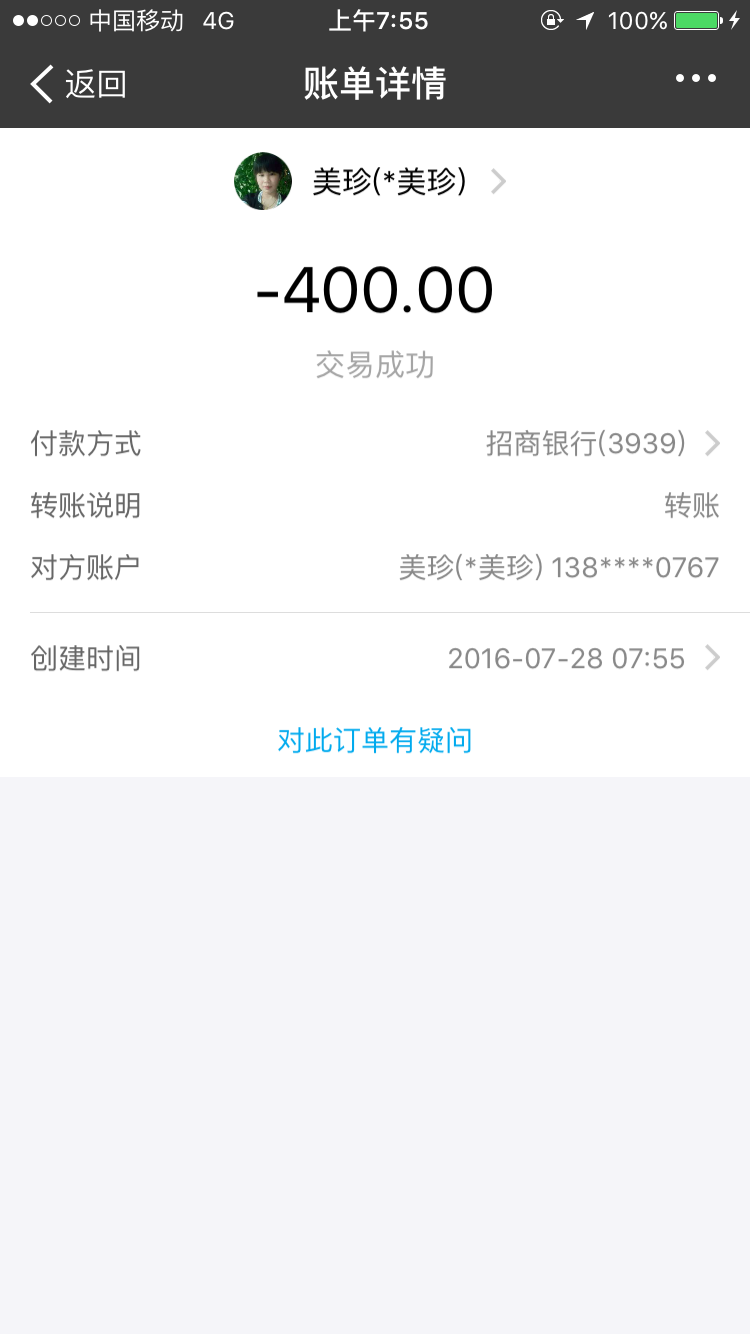 中国移动 4G 上午7:55 100%
返回 账单详情
美珍(*美珍)
-400.00
交易成功
付款方式 招商银行(3939)
转账说明 转账
对方账户 美珍(*美珍) 138****0767
创建时间 2016-07-28 07:55
对此订单有疑问